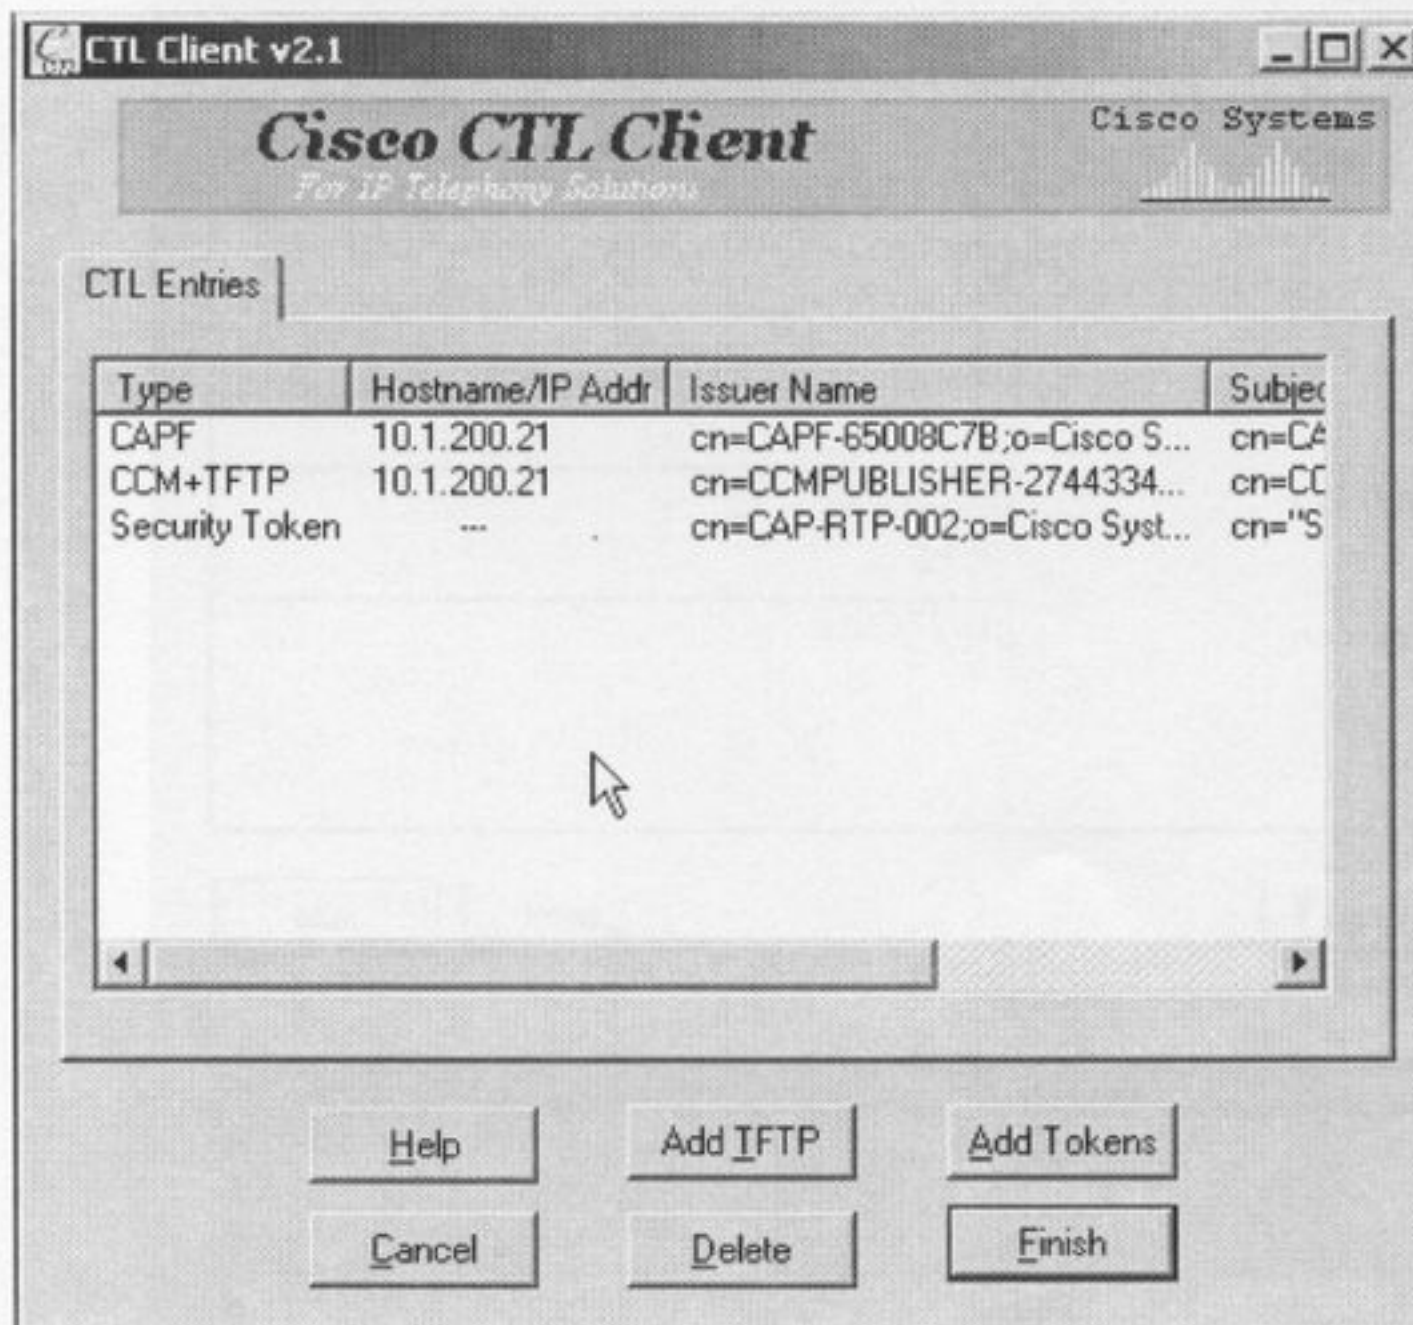 CTL Client v2.1
Cisco CTL Client
For IP Telephony Solutions
Cisco Systems
CTL Entries
Type Hostname/IP Addr Issuer Name Subjec
CAPF 10.1.200.21 cn=CAPF-65008C7B;o=Cisco S... cn=CA
CCM+TFTP 10.1.200.21 cn=CCMPUBLISHER-2744334... cn=CC
Security Token --- cn=CAP-RTP-002;o=Cisco Syst... cn="S
Help Add TFTP Add Tokens
Cancel Delete Finish